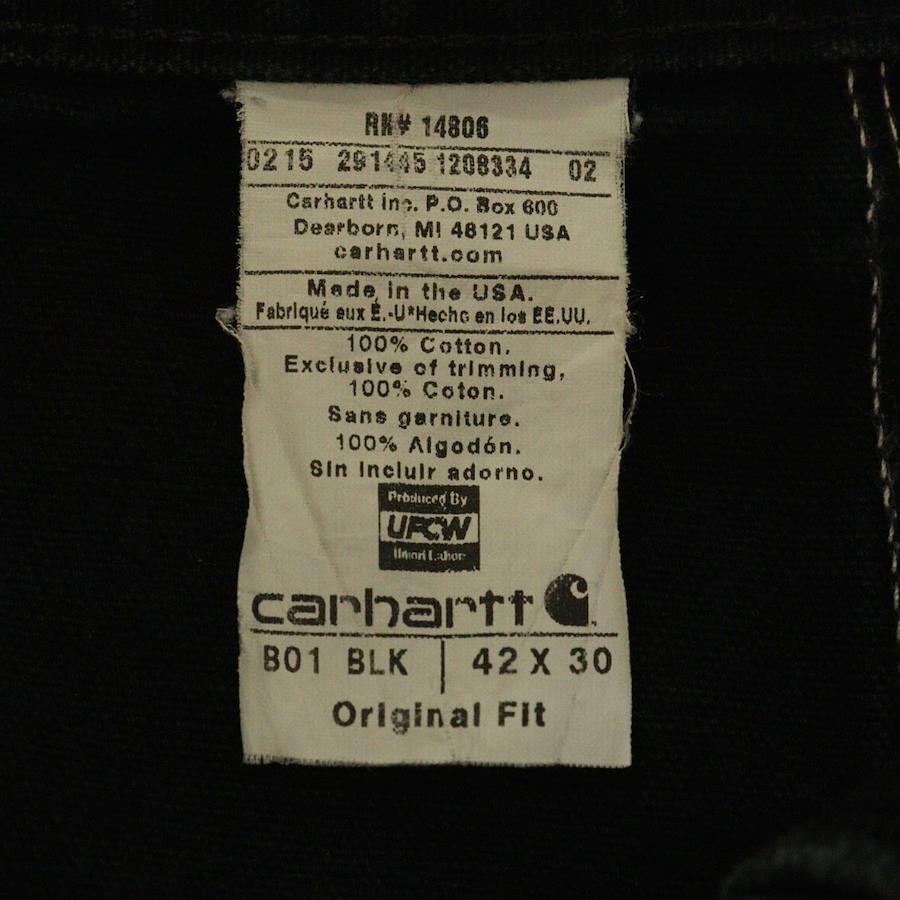 RN# 14806
0215 291445 1208334 02
Carhartt inc. P.O. Box 600
Dearborn, MI 48121 USA
carhartt.com
Made in the USA.
Fabriqué aux É.-U*Hecho en los EE.UU.
100% Cotton.
Exclusive of trimming,
100% Coton.
Sans garniture.
100% Algodón.
Sin incluir adorno.
Produced By
UFCW
Union Labor
carhartt
B01 BLK 42 X 30
Original Fit